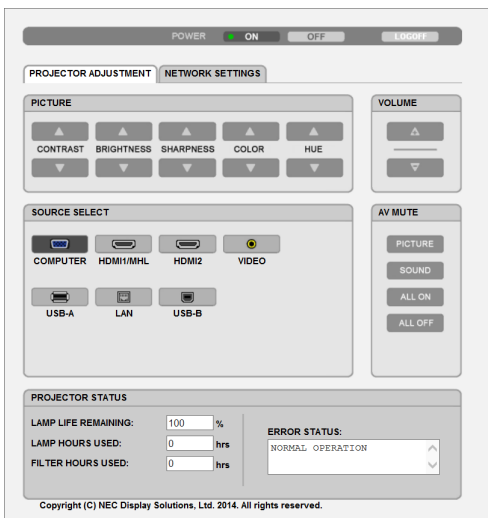 POWER ON OFF LOGOFF
PROJECTOR ADJUSTMENT NETWORK SETTINGS
PICTURE VOLUME
CONTRAST BRIGHTNESS SHARPNESS COLOR HUE
SOURCE SELECT AV MUTE
PICTURE
COMPUTER HDMI1/MHL HDMI2 VIDEO
SOUND
ALL ON
USB-A LAN USB-B
ALL OFF
PROJECTOR STATUS
LAMP LIFE REMAINING: 100 %
LAMP HOURS USED: 0 hrs
FILTER HOURS USED: 0 hrs
ERROR STATUS:
NORMAL OPERATION
Copyright (C) NEC Display Solutions, Ltd. 2014. All rights reserved.